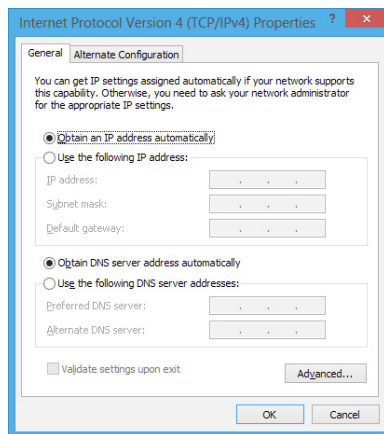 Internet Protocol Version 4 (TCP/IPv4) Properties ? ×
General Alternate Configuration
You can get IP settings assigned automatically if your network supports
this capability. Otherwise, you need to ask your network administrator
for the appropriate IP settings.
Obtain an IP address automatically
Use the following IP address:
IP address:
Subnet mask:
Default gateway:
Obtain DNS server address automatically
Use the following DNS server addresses:
Preferred DNS server:
Alternate DNS server:
Validate settings upon exit
Advanced...
OK Cancel